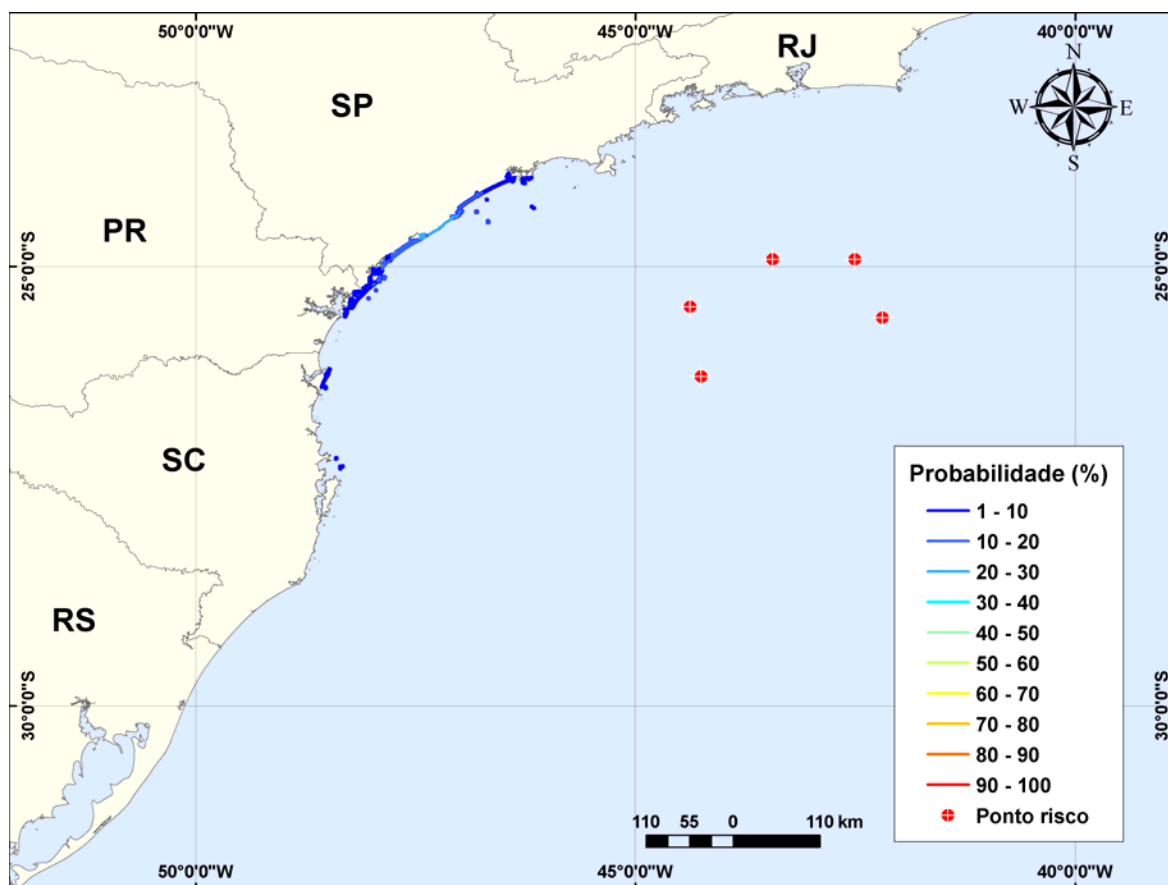 50°0'0"W 45°0'0"W 40°0'0"W
RJ
N
SP
W E
S
PR
25°0'0"S 25°0'0"S
SC
Probabilidade (%)
1 - 10
10 - 20
20 - 30
30 - 40
40 - 50
50 - 60
60 - 70
70 - 80
80 - 90
90 - 100
Ponto risco
RS
30°0'0"S 30°0'0"S
110 55 0 110 km
50°0'0"W 45°0'0"W 40°0'0"W